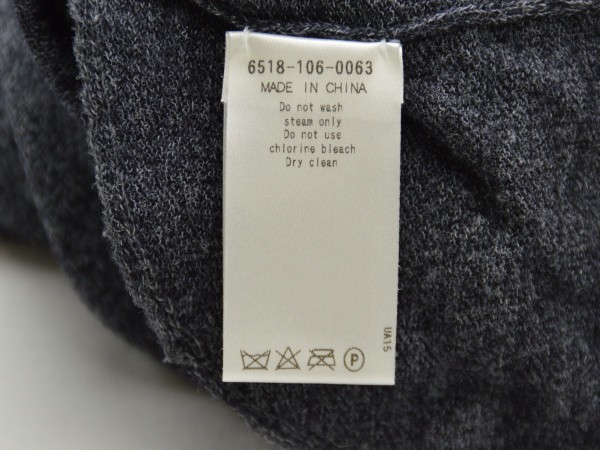 6518-106-0063
MADE IN CHINA
Do not wash
steam only
Do not use
chlorine bleach
Dry clean
UA15
P